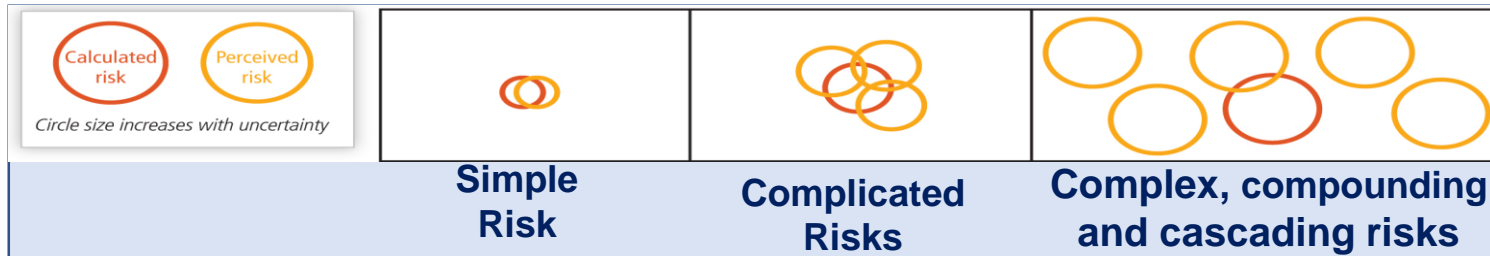 Calculated
risk
Perceived
risk
Circle size increases with uncertainty
Simple
Risk
Complicated
Risks
Complex, compounding
and cascading risks